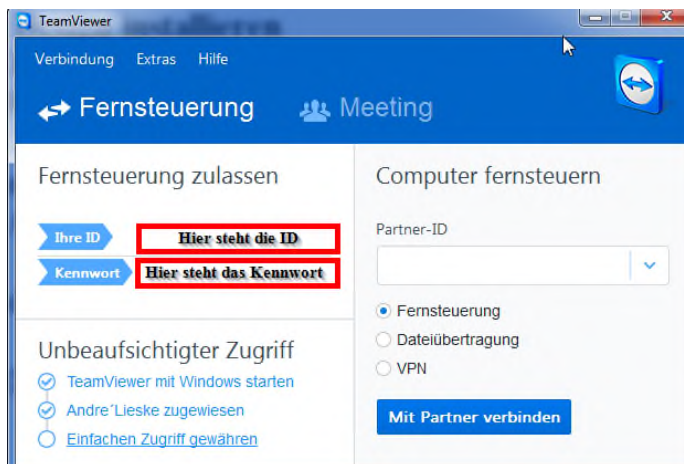 TeamViewer
installieren
Verbindung Extras Hilfe
Fernsteuerung Meeting
Fernsteuerung zulassen
Ihre ID Hier steht die ID
Kennwort Hier steht das Kennwort
Unbeaufsichtigter Zugriff
TeamViewer mit Windows starten
Andre´Lieske zugewiesen
Einfachen Zugriff gewähren
Computer fernsteuern
Partner-ID
Fernsteuerung
Dateiübertragung
VPN
Mit Partner verbinden